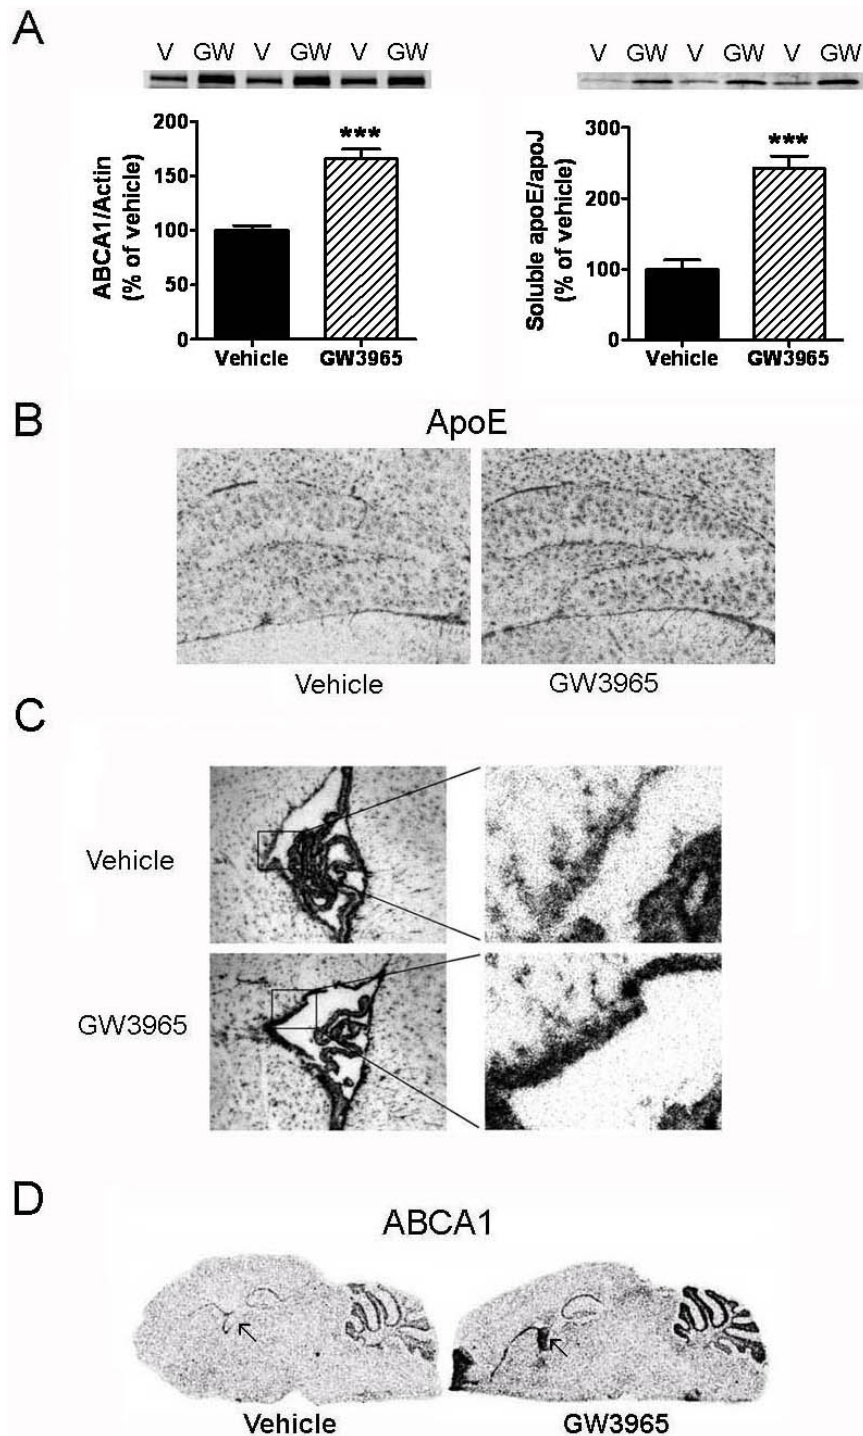 A
V GW V GW V GW
V GW V GW V GW
ABCA1/Actin
(% of vehicle)
200
150
100
50
0
***
Vehicle GW3965
Soluble apoE/apoJ
(% of vehicle)
300
200
100
0
***
Vehicle GW3965
B
ApoE
Vehicle GW3965
C
Vehicle
GW3965
D
ABCA1
Vehicle GW3965